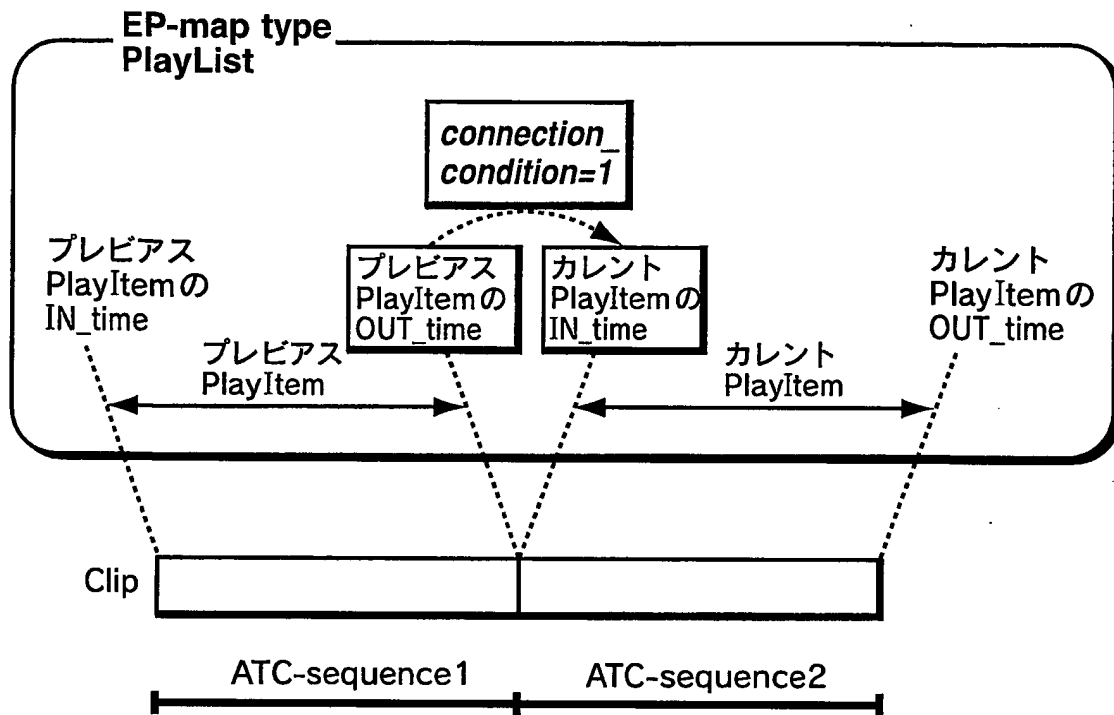 EP-map type
PlayList
connection_
condition=1
プレビアス
PlayItemの
IN_time
プレビアス
PlayItemの
OUT_time
カレント
PlayItemの
IN_time
カレント
PlayItemの
OUT_time
プレビアス
PlayItem
カレント
PlayItem
Clip
ATC-sequence1
ATC-sequence2